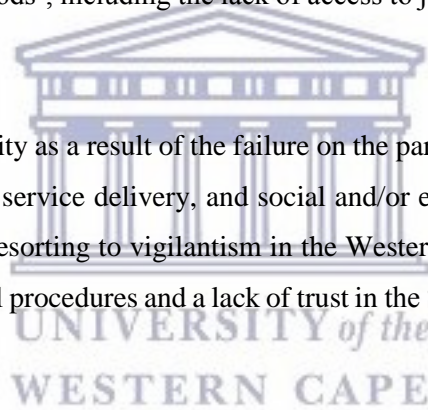 ods', including the lack of access to j
ity as a result of the failure on the par
service delivery, and social and/or e
esorting to vigilantism in the Wester
l procedures and a lack of trust in the
UNIVERSITY of the
WESTERN CAPE